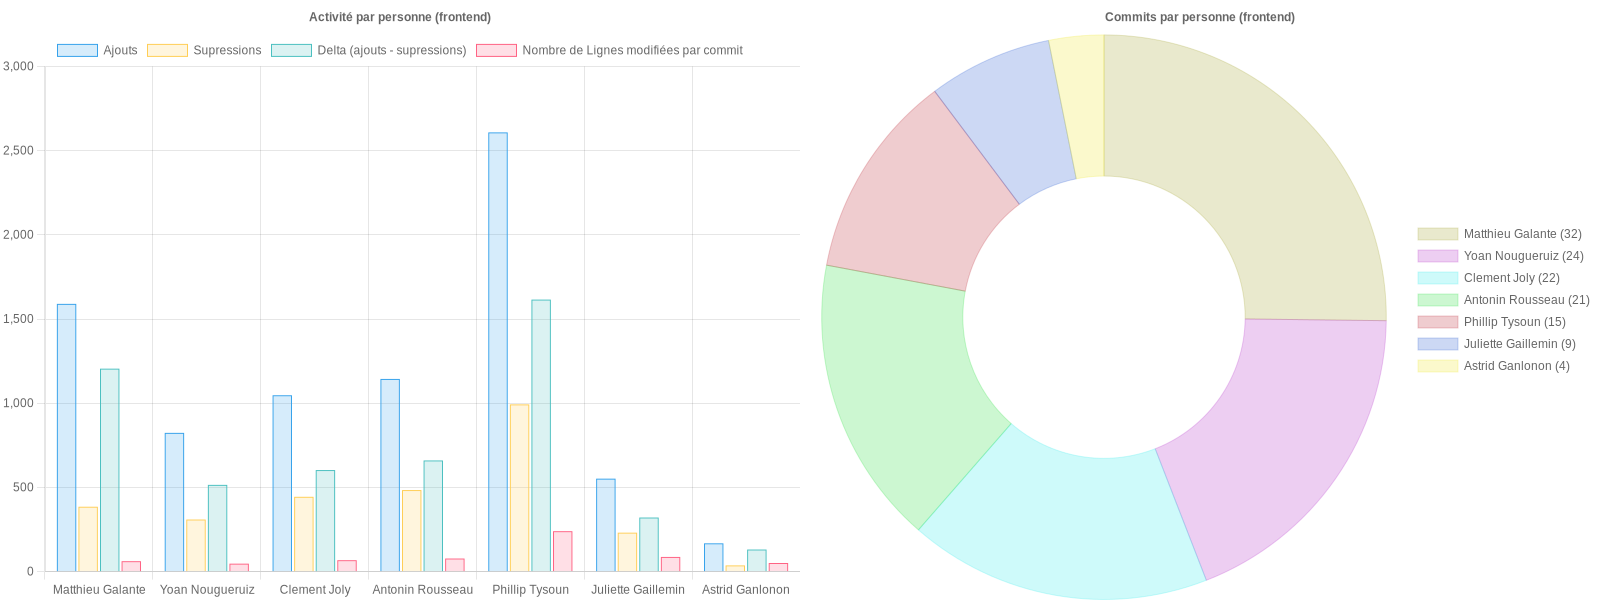 Activité par personne (frontend)
Ajouts
Supressions
Delta (ajouts - supressions)
Nombre de Lignes modifiées par commit
3,000
2,500
2,000
1,500
1,000
500
0
Matthieu Galante
Yoan Nougueruiz
Clement Joly
Antonin Rousseau
Phillip Tysoun
Juliette Gaillemin
Astrid Ganlonon
Commits par personne (frontend)
Matthieu Galante (32)
Yoan Nougueruiz (24)
Clement Joly (22)
Antonin Rousseau (21)
Phillip Tysoun (15)
Juliette Gaillemin (9)
Astrid Ganlonon (4)